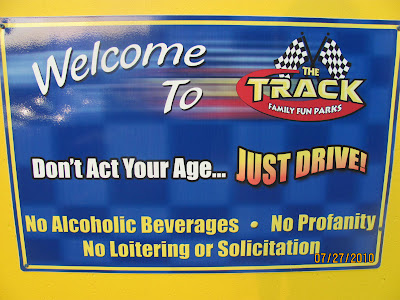 Welcome To
THE TRACK
FAMILY FUN PARKS
Don't Act Your Age... JUST DRIVE!
No Alcoholic Beverages • No Profanity
No Loitering or Solicitation
07/27/2010